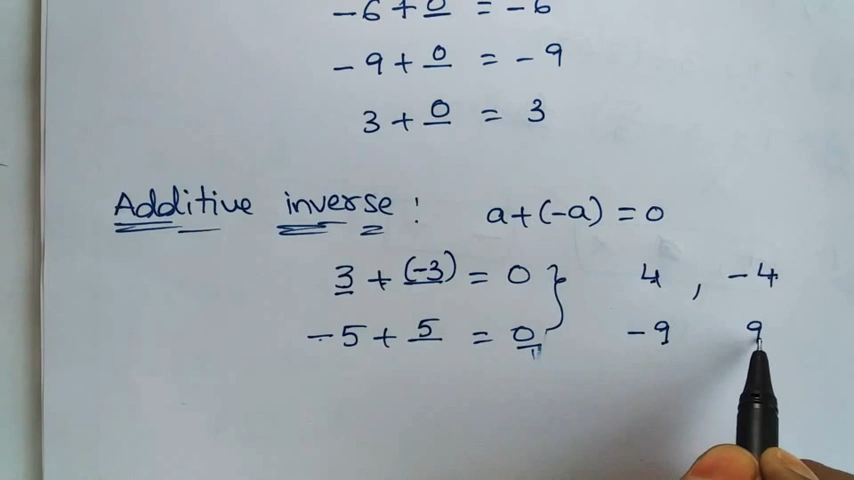 -6 + 0 = -6
-9 + 0 = -9
3 + 0 = 3
Additive inverse : a+(-a) = 0
3 + (-3) = 0 } 4 , -4
-5 + 5 = 0 -9 9